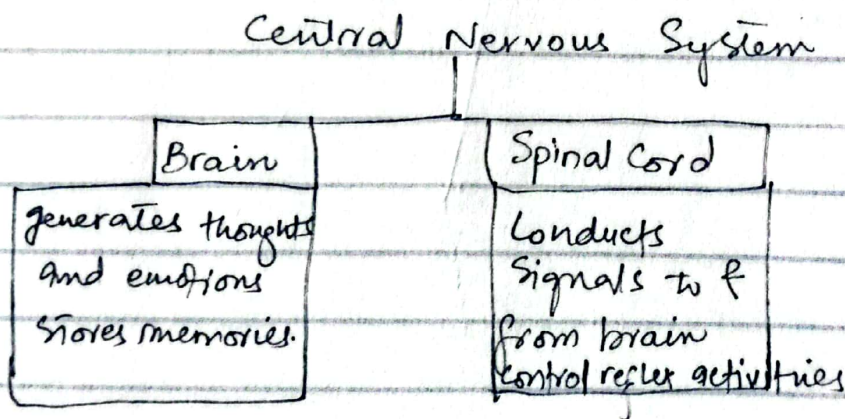 Central Nervous System
Brain
generates thoughts
and emotions
stores memories.
Spinal Cord
Conducts
Signals to &
from brain
control reflex activities